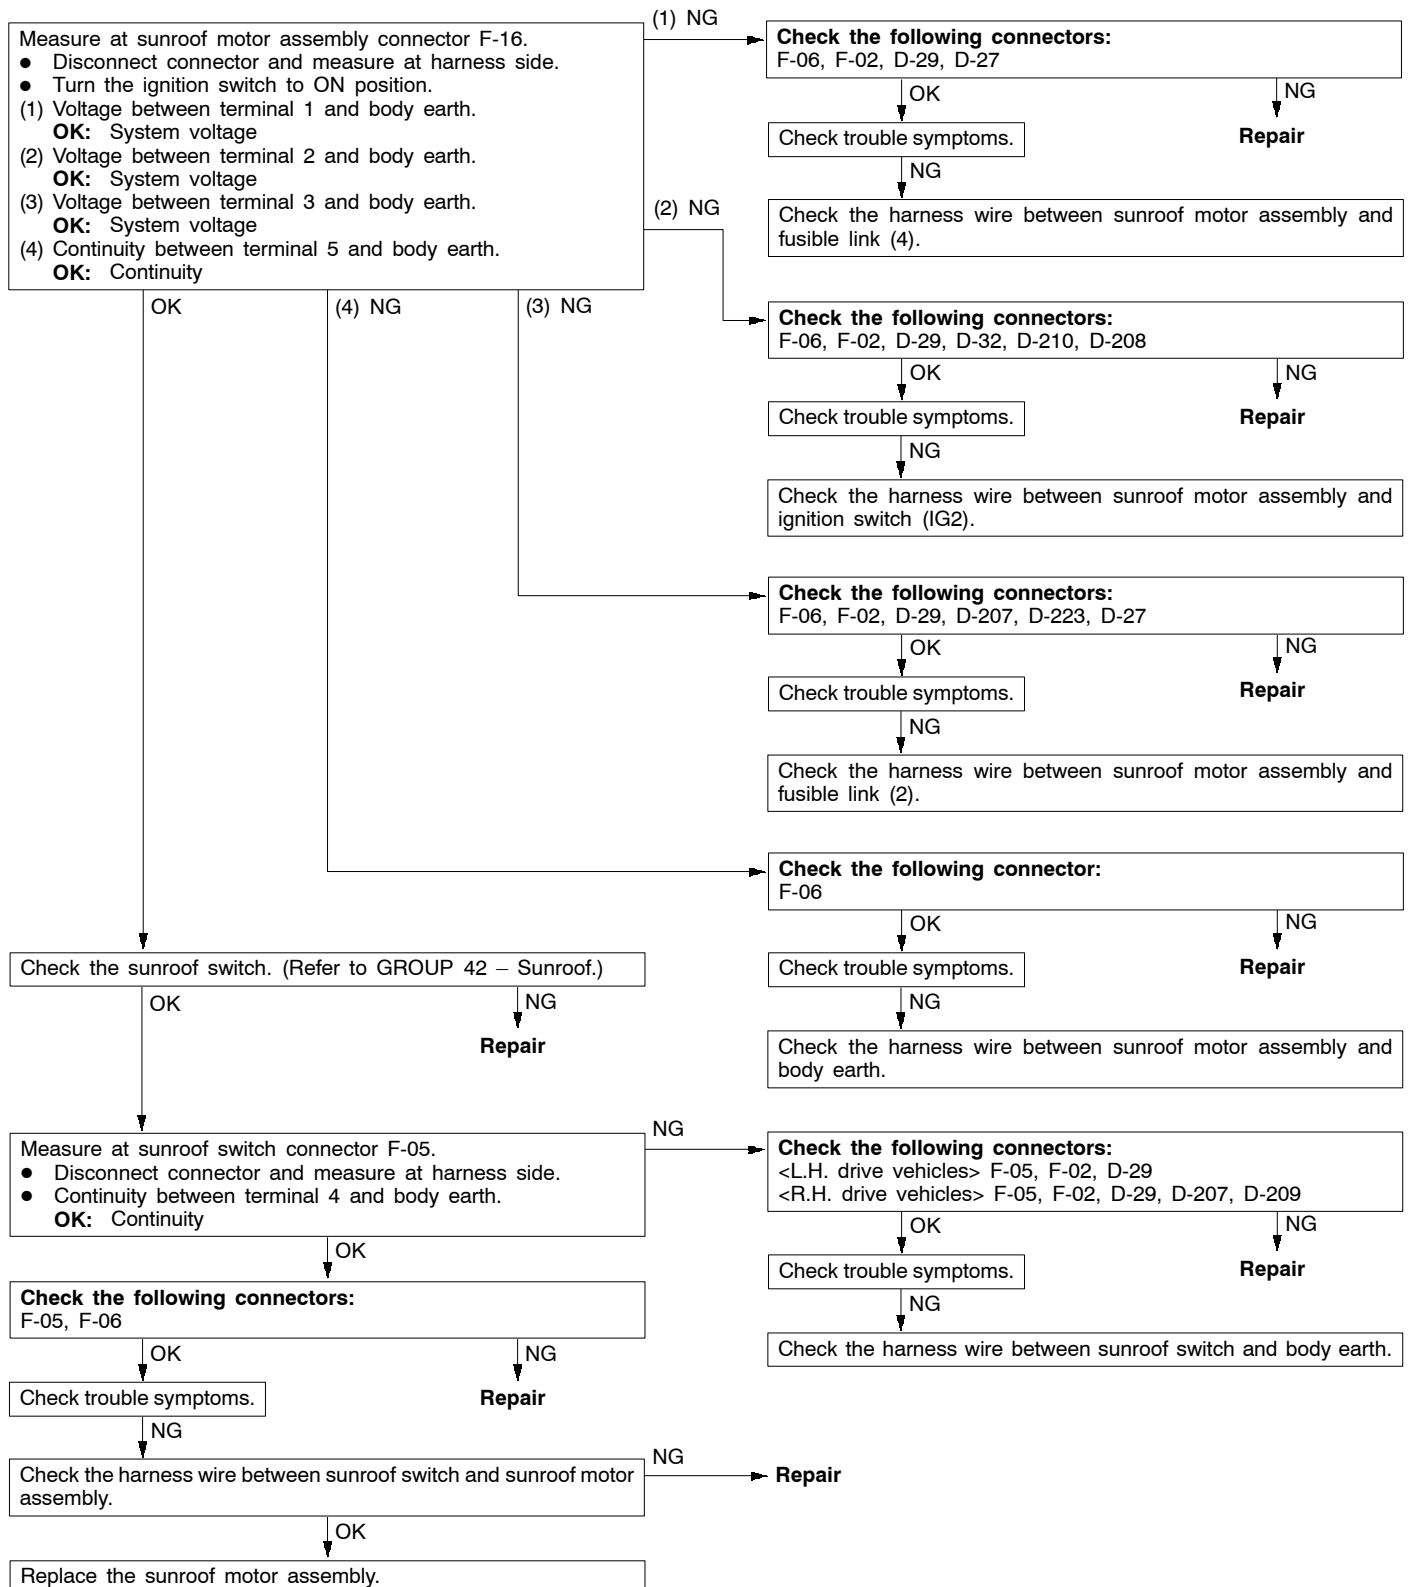 Measure at sunroof motor assembly connector F-16.
● Disconnect connector and measure at harness side.
● Turn the ignition switch to ON position.
(1) Voltage between terminal 1 and body earth.
OK: System voltage
(2) Voltage between terminal 2 and body earth.
OK: System voltage
(3) Voltage between terminal 3 and body earth.
OK: System voltage
(4) Continuity between terminal 5 and body earth.
OK: Continuity
(1) NG
Check the following connectors:
F-06, F-02, D-29, D-27
OK
NG
Check trouble symptoms.
Repair
NG
Check the harness wire between sunroof motor assembly and
fusible link (4).
(2) NG
Check the following connectors:
F-06, F-02, D-29, D-32, D-210, D-208
OK
NG
Check trouble symptoms.
Repair
NG
Check the harness wire between sunroof motor assembly and
ignition switch (IG2).
OK
(4) NG
(3) NG
Check the following connectors:
F-06, F-02, D-29, D-207, D-223, D-27
OK
NG
Check trouble symptoms.
Repair
NG
Check the harness wire between sunroof motor assembly and
fusible link (2).
Check the following connector:
F-06
OK
NG
Check trouble symptoms.
Repair
NG
Check the harness wire between sunroof motor assembly and
body earth.
Check the sunroof switch. (Refer to GROUP 42 – Sunroof.)
OK
NG
Repair
Measure at sunroof switch connector F-05.
● Disconnect connector and measure at harness side.
● Continuity between terminal 4 and body earth.
OK: Continuity
NG
Check the following connectors:
<L.H. drive vehicles> F-05, F-02, D-29
<R.H. drive vehicles> F-05, F-02, D-29, D-207, D-209
OK
NG
Check trouble symptoms.
Repair
NG
Check the harness wire between sunroof switch and body earth.
OK
Check the following connectors:
F-05, F-06
OK
NG
Check trouble symptoms.
Repair
NG
Check the harness wire between sunroof switch and sunroof motor
assembly.
NG
Repair
OK
Replace the sunroof motor assembly.